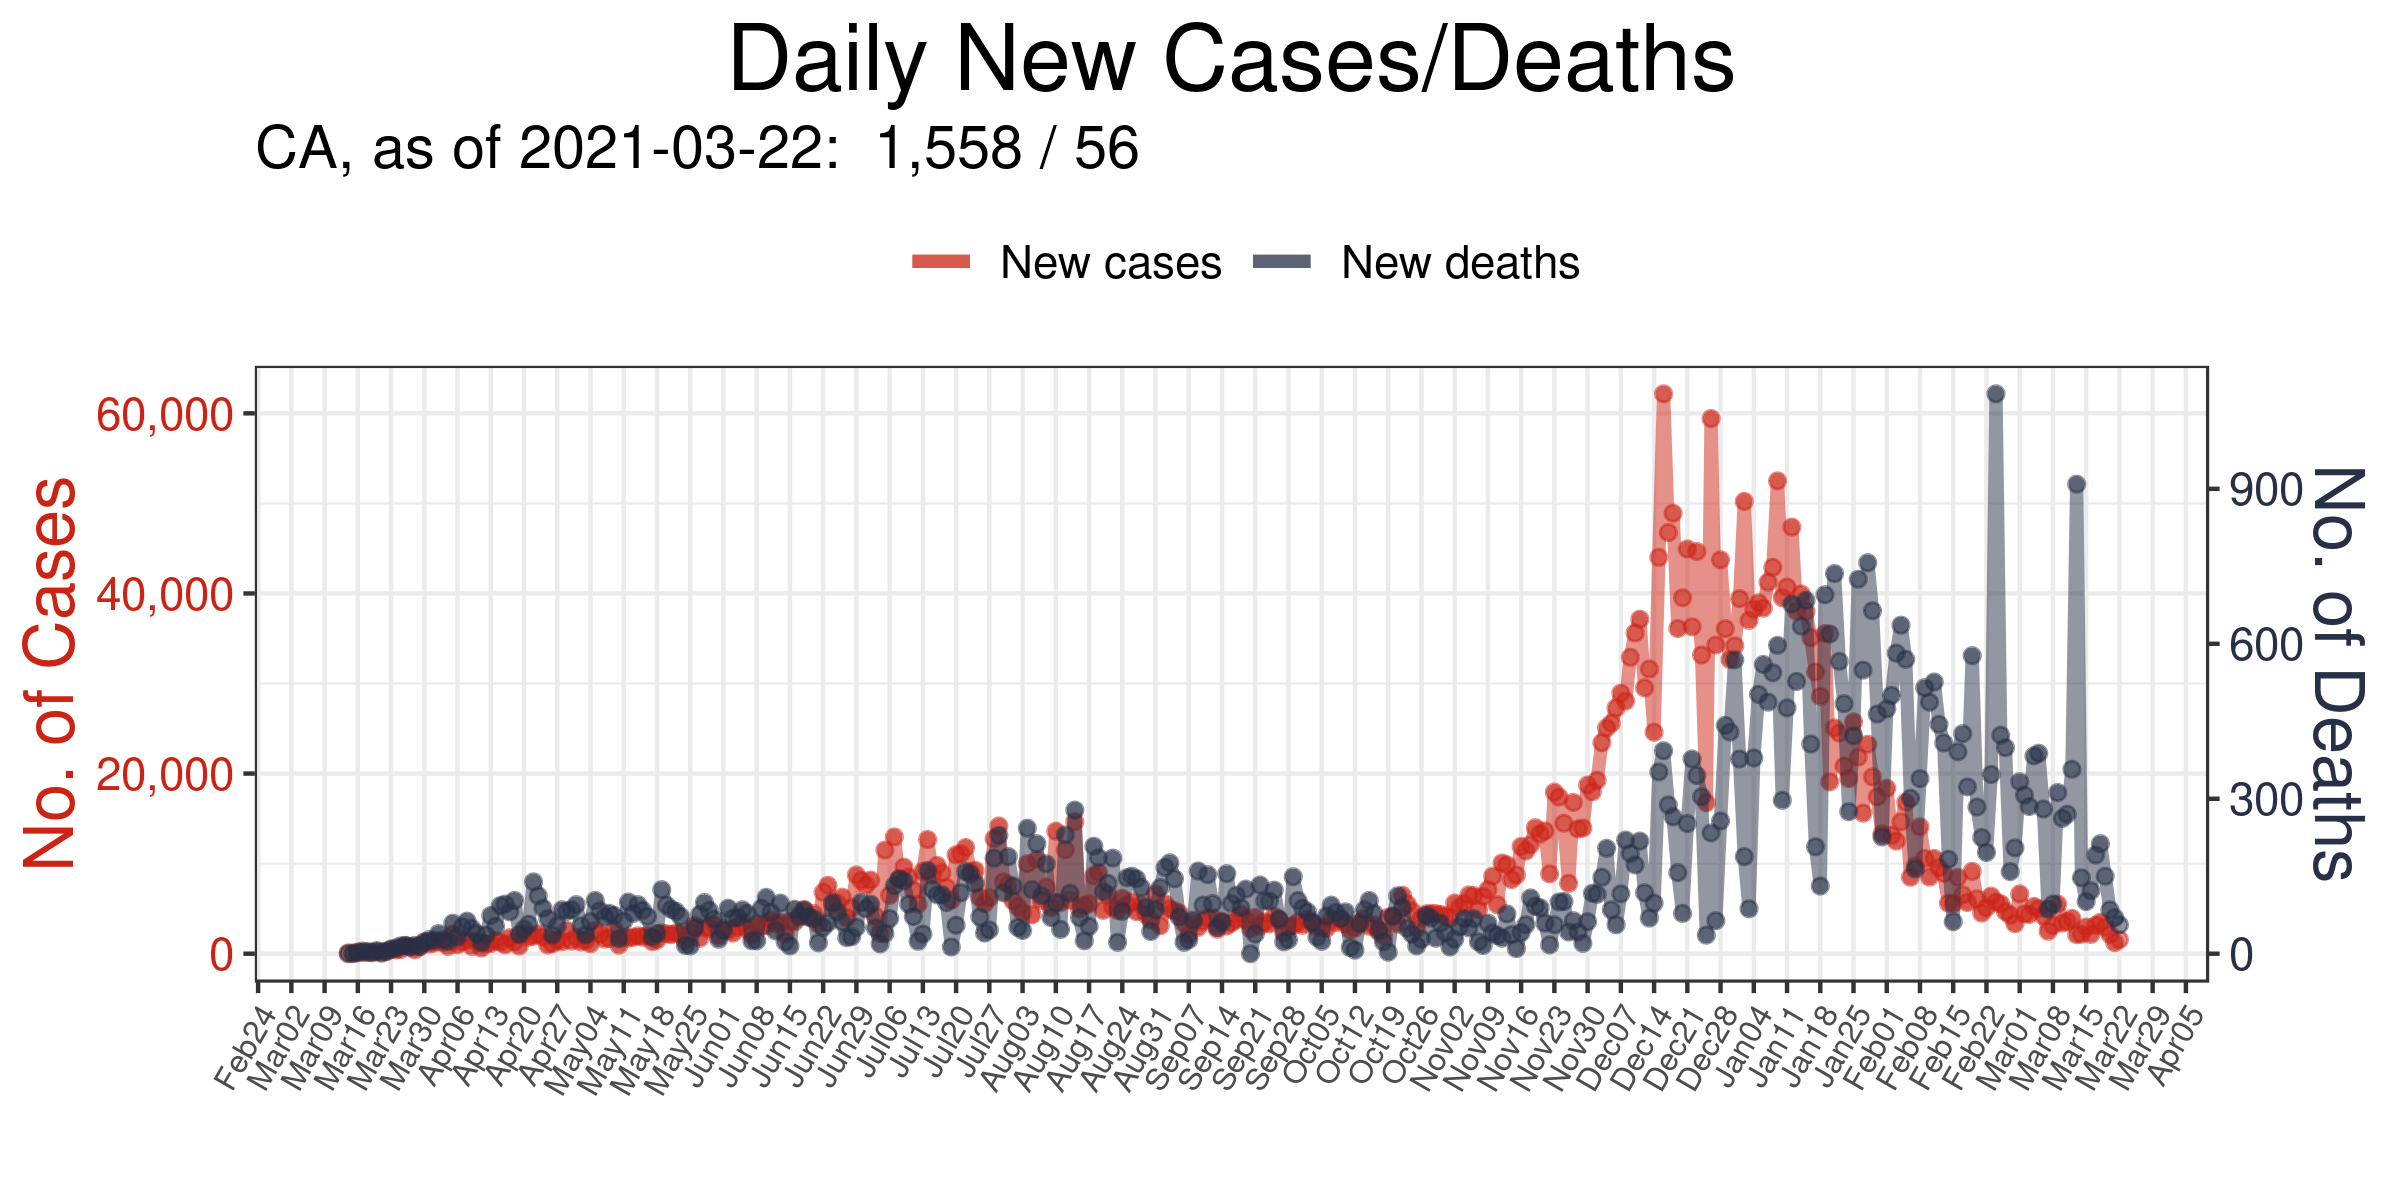 Daily New Cases/Deaths
CA, as of 2021-03-22:  1,558 / 56
New cases
New deaths
No. of Cases
60,000
40,000
20,000
0
No. of Deaths
900
600
300
0
Feb24
Mar02
Mar09
Mar16
Mar23
Mar30
Apr06
Apr13
Apr20
Apr27
May04
May11
May18
May25
Jun01
Jun08
Jun15
Jun22
Jun29
Jul06
Jul13
Jul20
Jul27
Aug03
Aug10
Aug17
Aug24
Aug31
Sep07
Sep14
Sep21
Sep28
Oct05
Oct12
Oct19
Oct26
Nov02
Nov09
Nov16
Nov23
Nov30
Dec07
Dec14
Dec21
Dec28
Jan04
Jan11
Jan18
Jan25
Feb01
Feb08
Feb15
Feb22
Mar01
Mar08
Mar15
Mar22
Mar29
Apr05